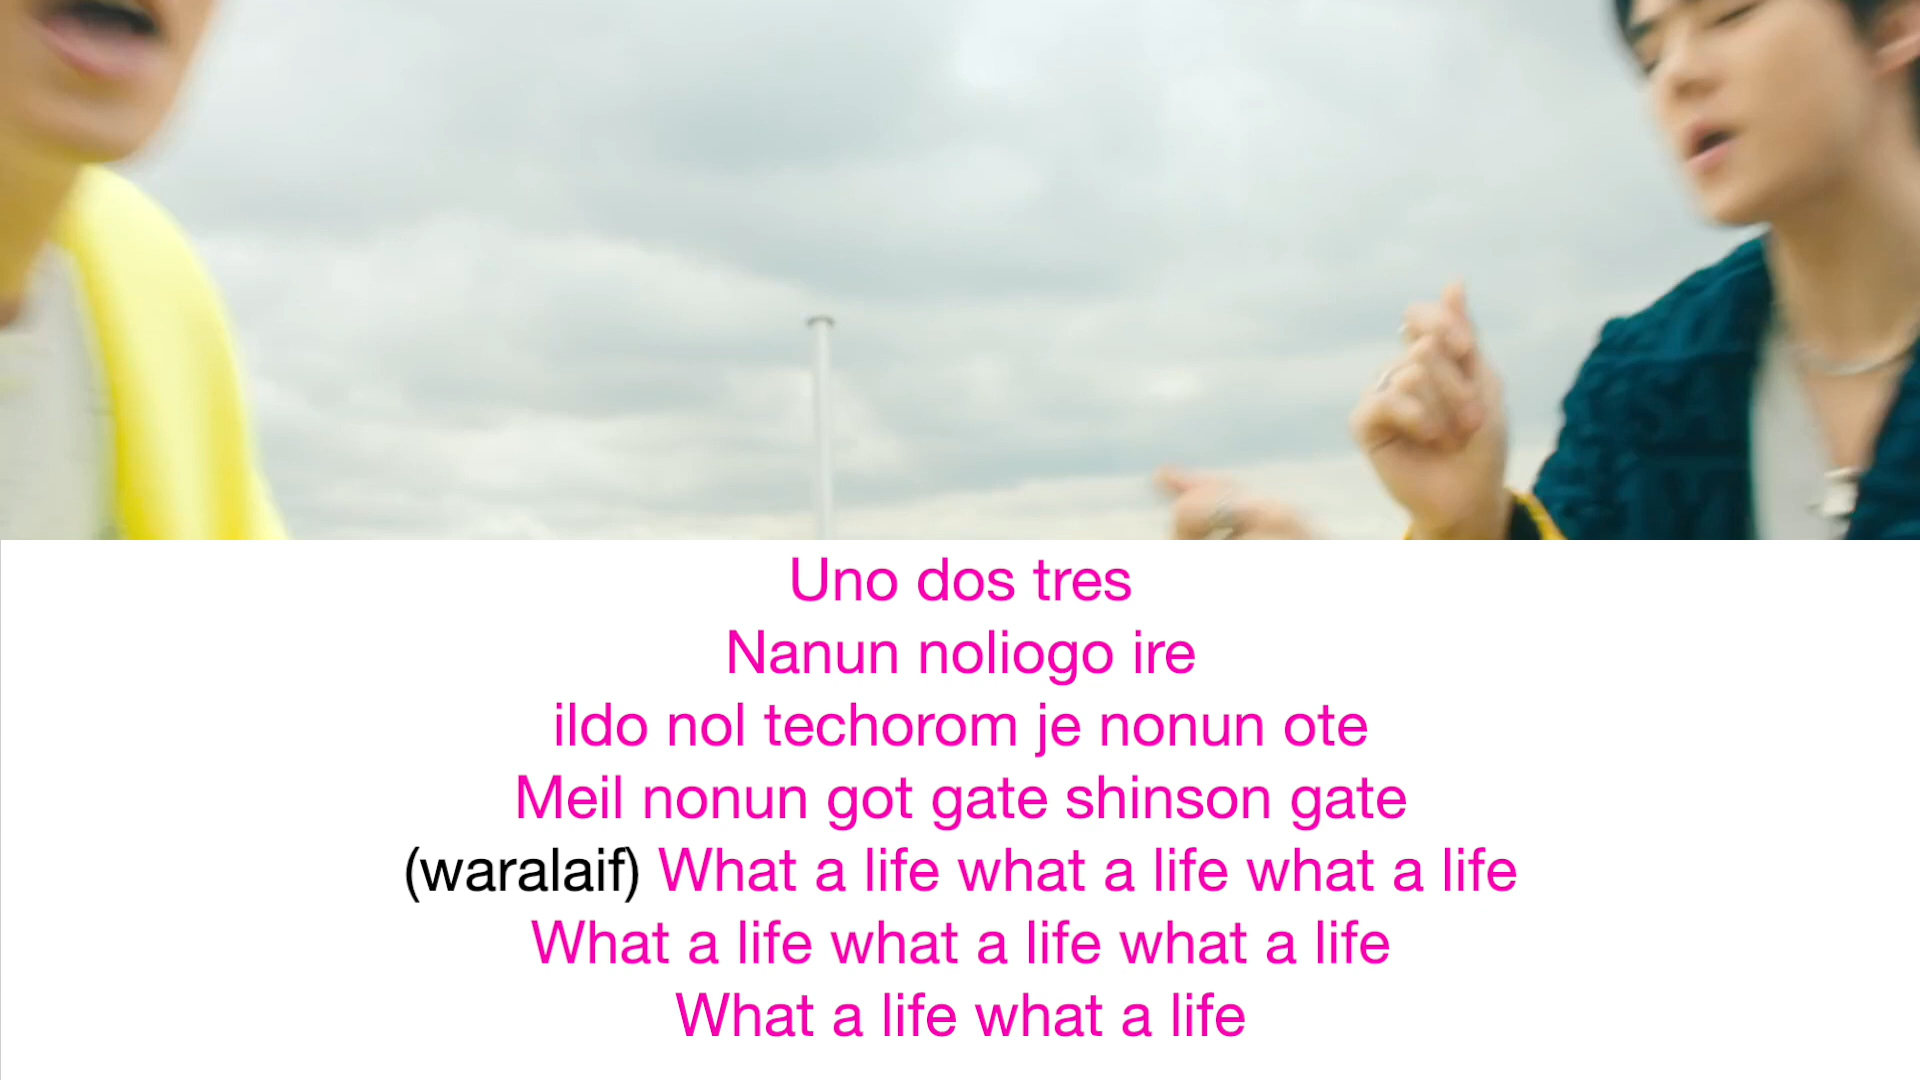 Uno dos tres
Nanun noliogo ire
ildo nol techorom je nonun ote
Meil nonun got gate shinson gate
(waralaif) What a life what a life what a life
What a life what a life what a life
What a life what a life